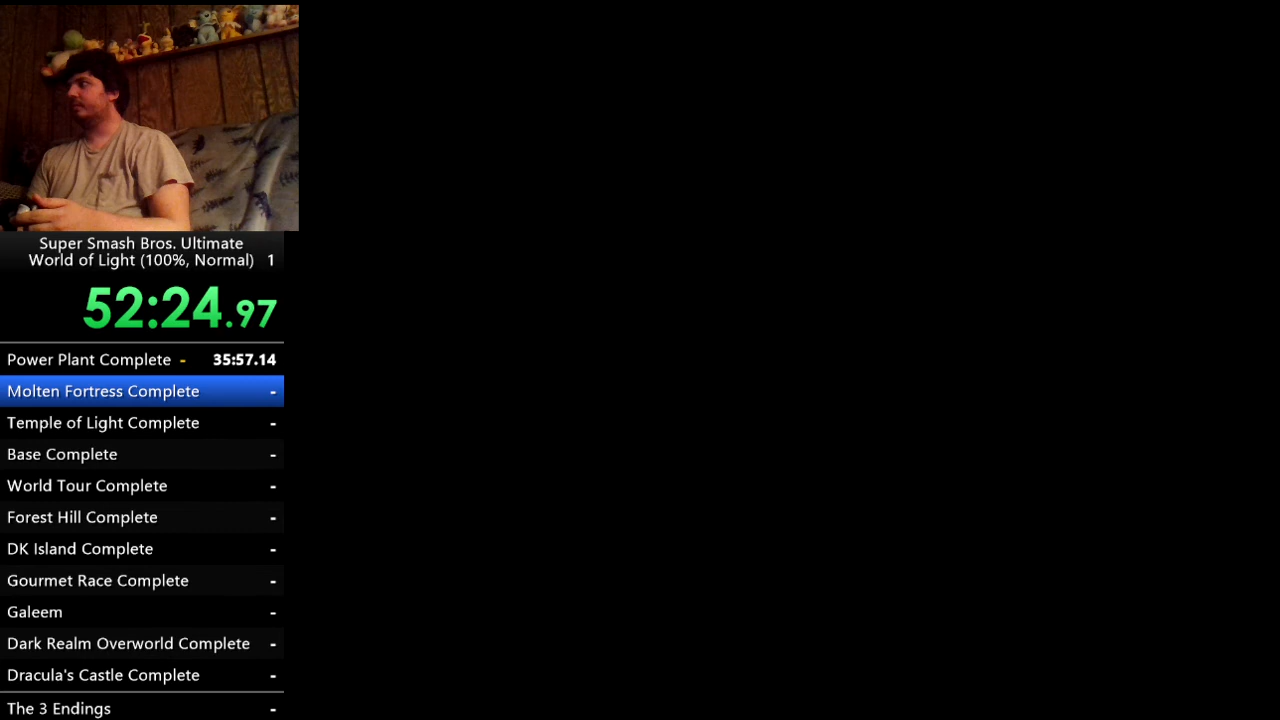 Super Smash Bros. Ultimate
World of Light (100%, Normal) 1
52:24.97
Power Plant Complete - 35:57.14
Molten Fortress Complete -
Temple of Light Complete -
Base Complete -
World Tour Complete -
Forest Hill Complete -
DK Island Complete -
Gourmet Race Complete -
Galeem -
Dark Realm Overworld Complete -
Dracula's Castle Complete -
The 3 Endings -